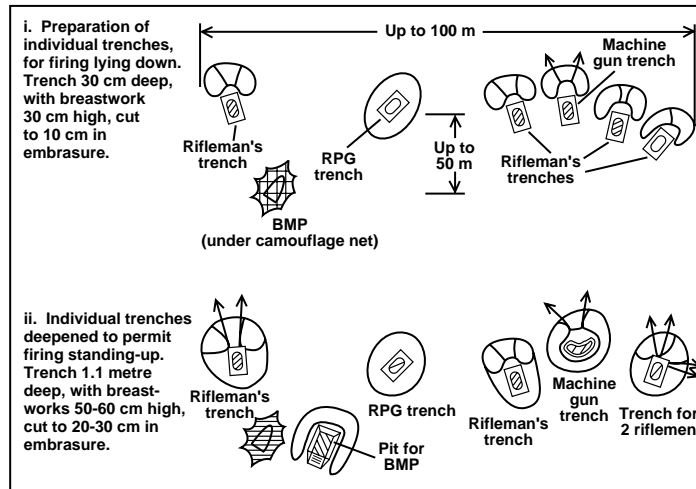 i. Preparation of
individual trenches,
for firing lying down.
Trench 30 cm deep,
with breastwork
30 cm high, cut
to 10 cm in
embrasure.
Up to 100 m
Machine
gun trench
Rifleman's
trench
RPG
trench
Up to
50 m
Rifleman's
trenches
BMP
(under camouflage net)
ii. Individual trenches
deepened to permit
firing standing-up.
Trench 1.1 metre
deep, with breast-
works 50-60 cm high,
cut to 20-30 cm in
embrasure.
Rifleman's
trench
RPG trench
Pit for
BMP
Rifleman's
trench
Machine
gun
trench
Trench for
2 riflemen